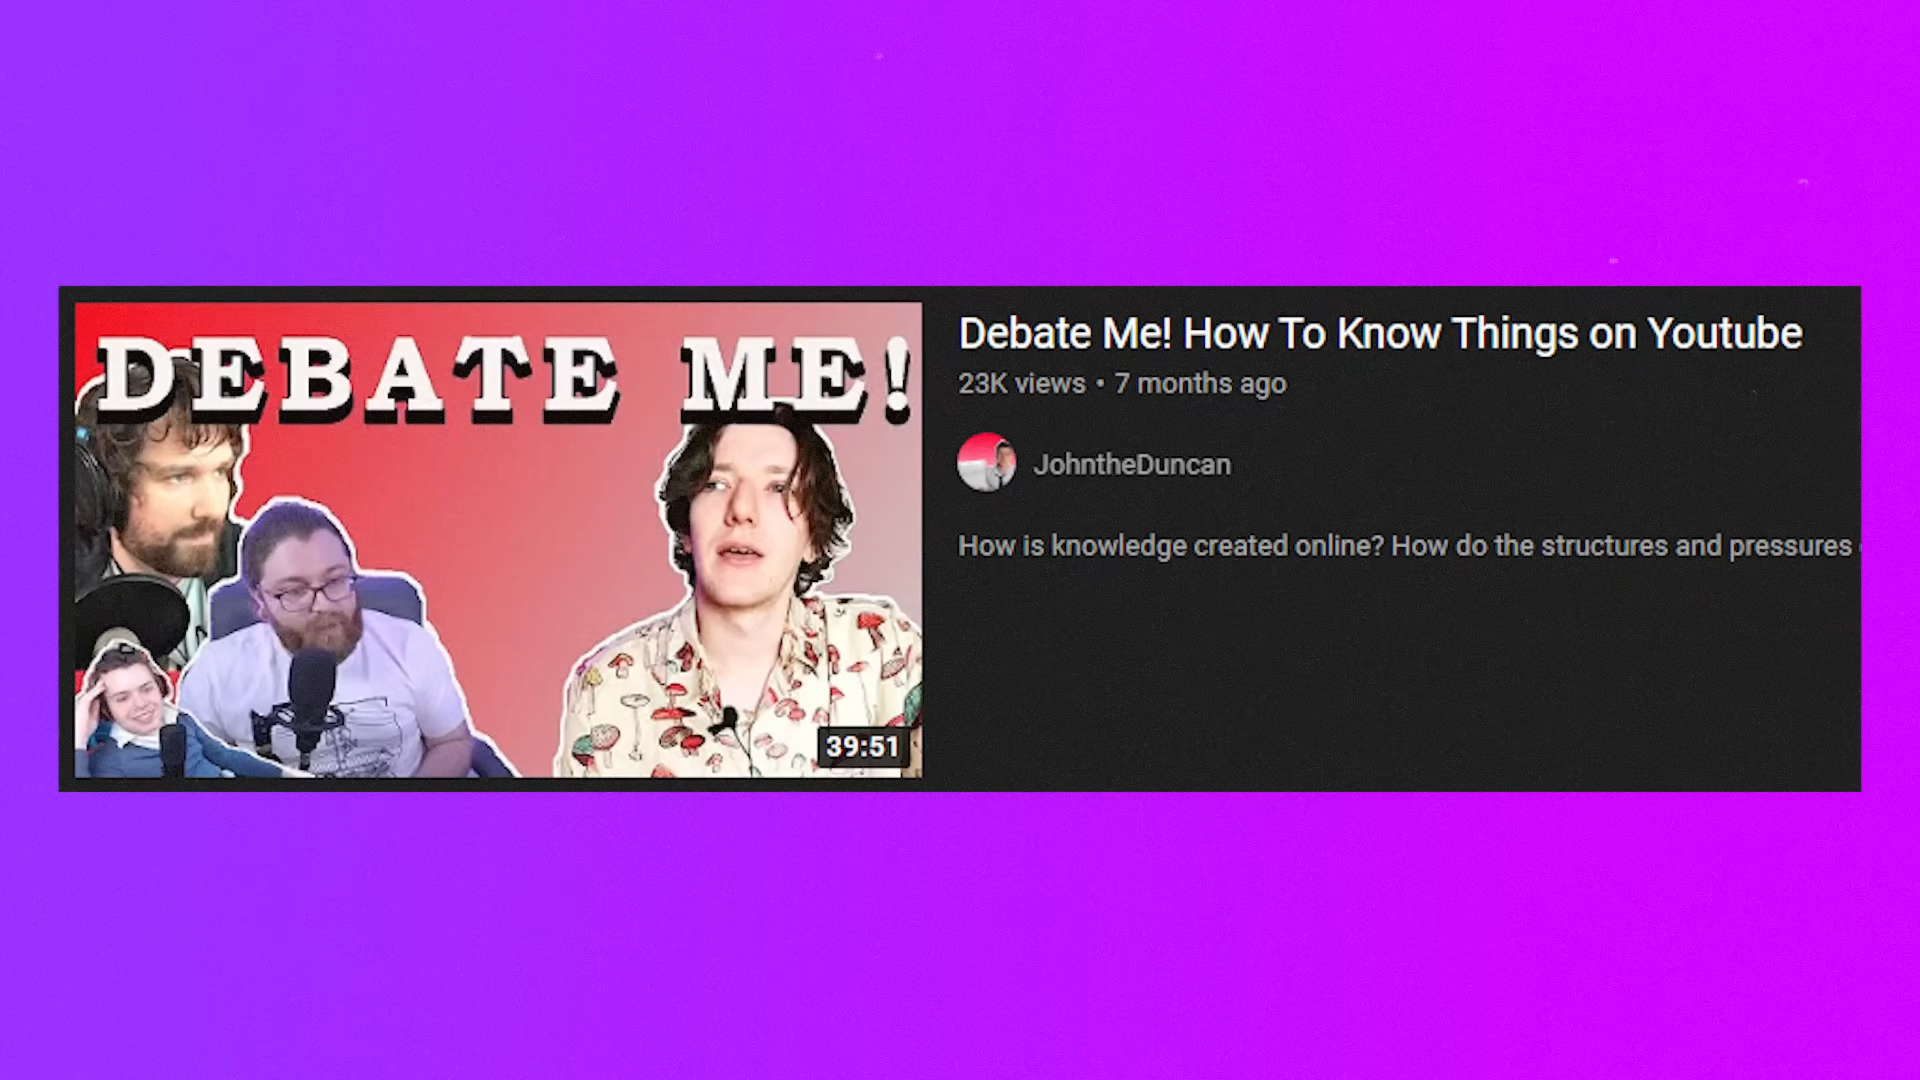 DEBATE ME!
39:51
Debate Me! How To Know Things on Youtube
23K views • 7 months ago
JohntheDuncan
How is knowledge created online? How do the structures and pressures